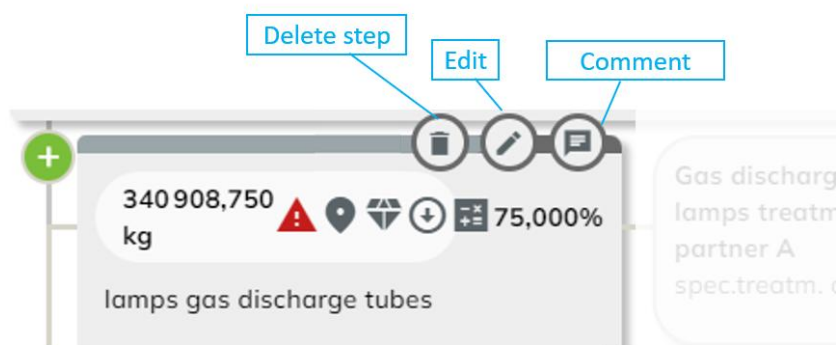 Delete step
Edit
Comment
340 908,750
kg
75,000%
lamps gas discharge tubes
Gas discharg
lamps treatm
partner A
spec.treatm.